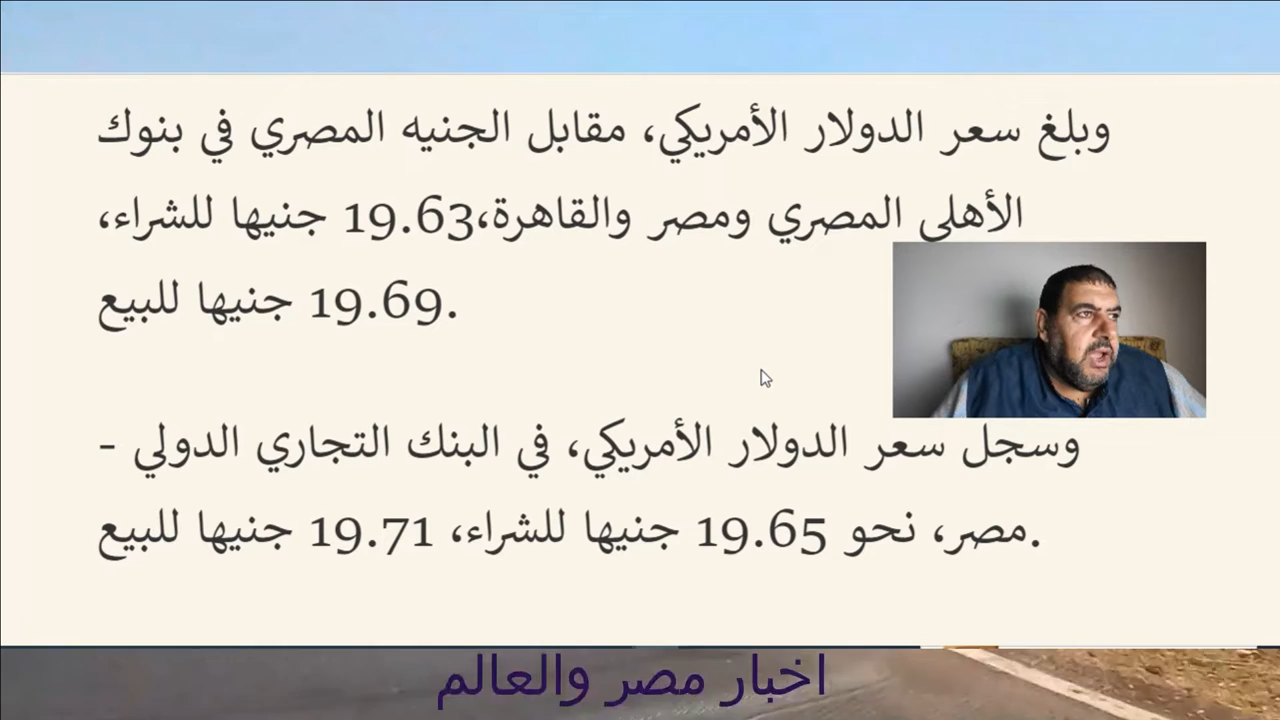 وبلغ سعر الدولار الأمريكي، مقابل الجنيه المصري في بنوك
الأهلي المصري ومصر والقاهرة،19.63 جنيها للشراء،
19.69 جنيها للبيع.
وسجل سعر الدولار الأمريكي، في البنك التجاري الدولي -
مصر، نحو 19.65 جنيها للشراء، 19.71 جنيها للبيع.
اخبار مصر والعالم